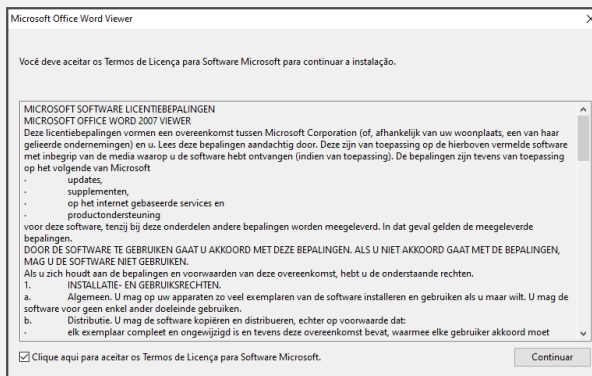 Microsoft Office Word Viewer
Você deve aceitar os Termos de Licença para Software Microsoft para continuar a instalação.
MICROSOFT SOFTWARE LICENTIEBEPALINGEN
MICROSOFT OFFICE WORD 2007 VIEWER
Deze licentiebepalingen vormen een overeenkomst tussen Microsoft Corporation (of, afhankelijk van uw woonplaats, een van haar
gelieerde ondernemingen) en u. Lees deze bepalingen aandachtig door. Deze zijn van toepassing op de hierboven vermelde software
met inbegrip van de media waarop u de software hebt ontvangen (indien van toepassing). De bepalingen zijn tevens van toepassing
op het volgende van Microsoft
· updates,
· supplementen,
· op het internet gebaseerde services en
· productondersteuning
voor deze software, tenzij bij deze onderdelen andere bepalingen worden meegeleverd. In dat geval gelden de meegeleverde
bepalingen.
DOOR DE SOFTWARE TE GEBRUIKEN GAAT U AKKOORD MET DEZE BEPALINGEN. ALS U NIET AKKOORD GAAT MET DE BEPALINGEN,
MAG U DE SOFTWARE NIET GEBRUIKEN.
Als u zich houdt aan de bepalingen en voorwaarden van deze overeenkomst, hebt u de onderstaande rechten.
1. INSTALLATIE- EN GEBRUIKSRECHTEN.
a. Algemeen. U mag op uw apparaten zo veel exemplaren van de software installeren en gebruiken als u maar wilt. U mag de
software voor geen enkel ander doeleinde gebruiken.
b. Distributie. U mag de software kopiëren en distribueren, echter op voorwaarde dat:
· elk exemplaar compleet en ongewijzigd is en tevens deze overeenkomst bevat, waarmee elke gebruiker akkoord moet
Clique aqui para aceitar os Termos de Licença para Software Microsoft.
Continuar